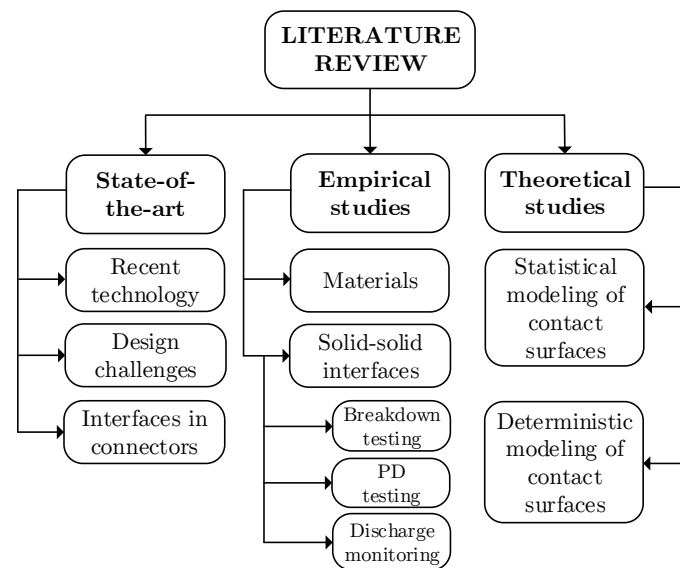 LITERATURE
REVIEW
State-of-
the-art
Recent
technology
Design
challenges
Interfaces in
connectors
Empirical
studies
Materials
Solid-solid
interfaces
Breakdown
testing
PD
testing
Discharge
monitoring
Theoretical
studies
Statistical
modeling of
contact
surfaces
Deterministic
modeling of
contact
surfaces